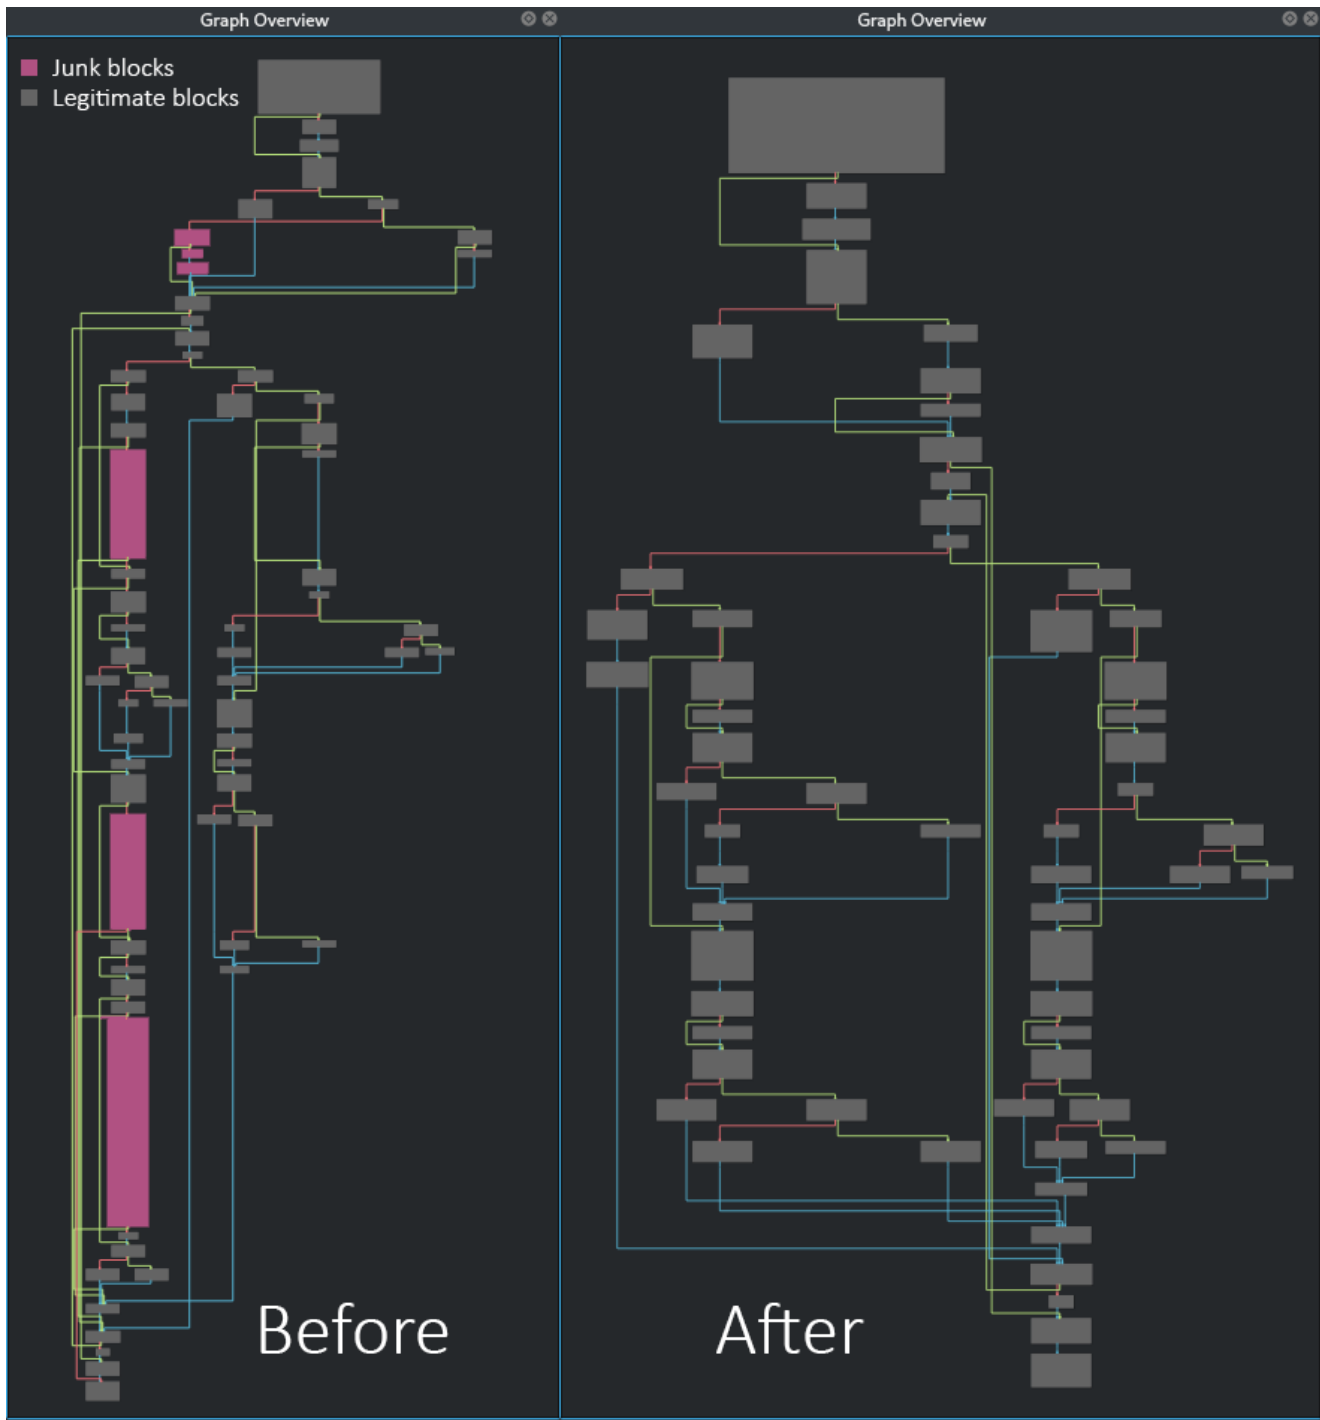 Graph Overview
Graph Overview
Junk blocks
Legitimate blocks
Before
After